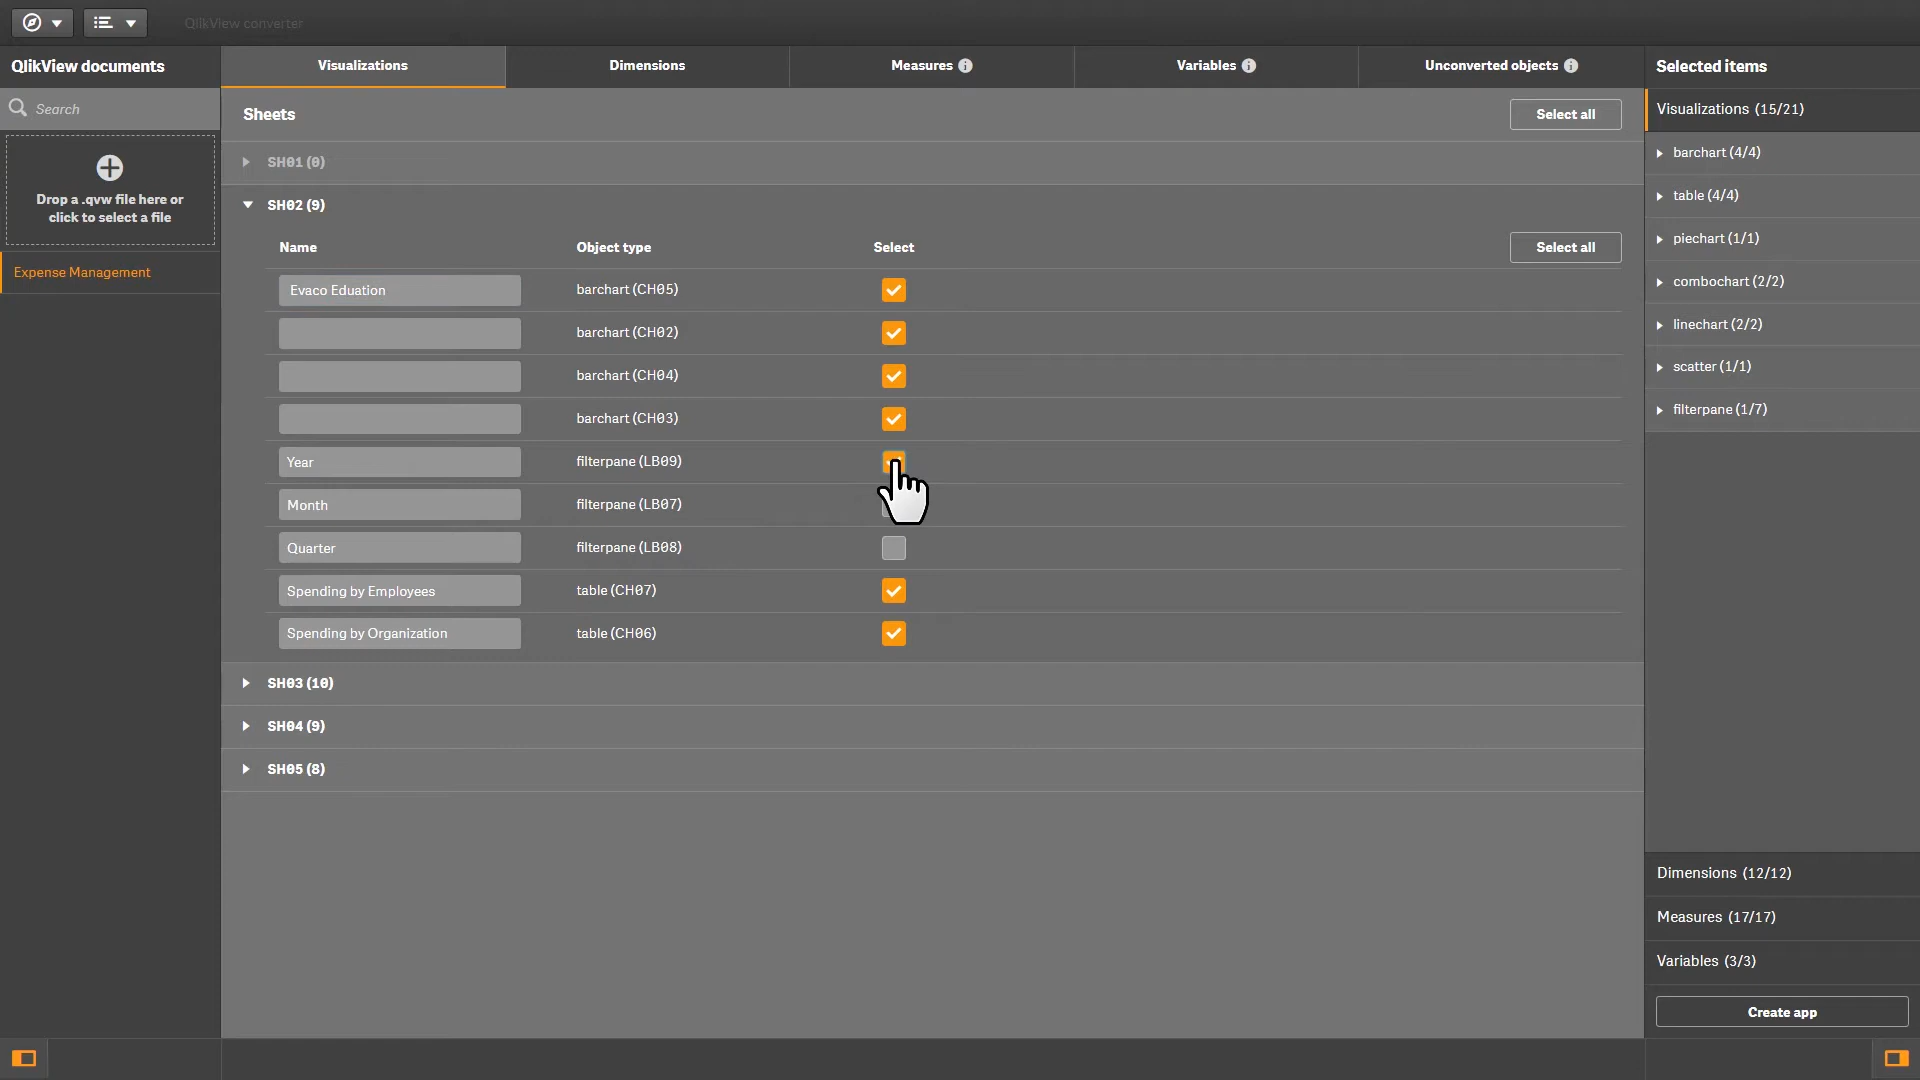 QlikView converter
QlikView documents
Search
Drop a .qvw file here or
click to select a file
Expense Management
Visualizations
Dimensions
Measures
Variables
Unconverted objects
Sheets
Select all
SH01 (0)
SH02 (9)
Name
Object type
Select
Select all
Evaco Eduation
barchart (CH05)
barchart (CH02)
barchart (CH04)
barchart (CH03)
Year
filterpane (LB09)
Month
filterpane (LB07)
Quarter
filterpane (LB08)
Spending by Employees
table (CH07)
Spending by Organization
table (CH06)
SH03 (10)
SH04 (9)
SH05 (8)
Selected items
Visualizations (15/21)
barchart (4/4)
table (4/4)
piechart (1/1)
combochart (2/2)
linechart (2/2)
scatter (1/1)
filterpane (1/7)
Dimensions (12/12)
Measures (17/17)
Variables (3/3)
Create app